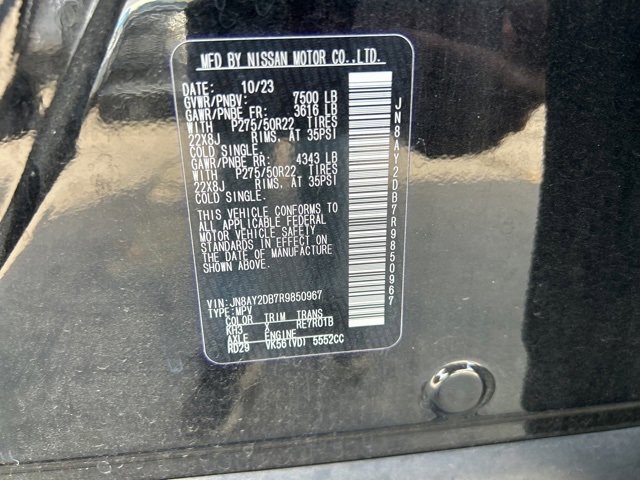 MFD BY NISSAN MOTOR CO.,LTD.
DATE: 10/23
GVWR/PNBV: 7500 LB
GAWR/PNBE FR: 3616 LB
WITH P275/50R22 TIRES
22X8J RIMS, AT 35PSI
COLD SINGLE.
GAWR/PNBE RR: 4343 LB
WITH P275/50R22 TIRES
22X8J RIMS, AT 35PSI
COLD SINGLE.
THIS VEHICLE CONFORMS TO
ALL APPLICABLE FEDERAL
MOTOR VEHICLE SAFETY
STANDARDS IN EFFECT ON
THE DATE OF MANUFACTURE
SHOWN ABOVE.
VIN:JN8AY2DB7R9850967
TYPE:MPV
COLOR TRIM TRANS
KH3 X RE7R01B
AXLE ENGINE
RD29 VK56(VD) 5552CC
JN8AY2DB7R9850967